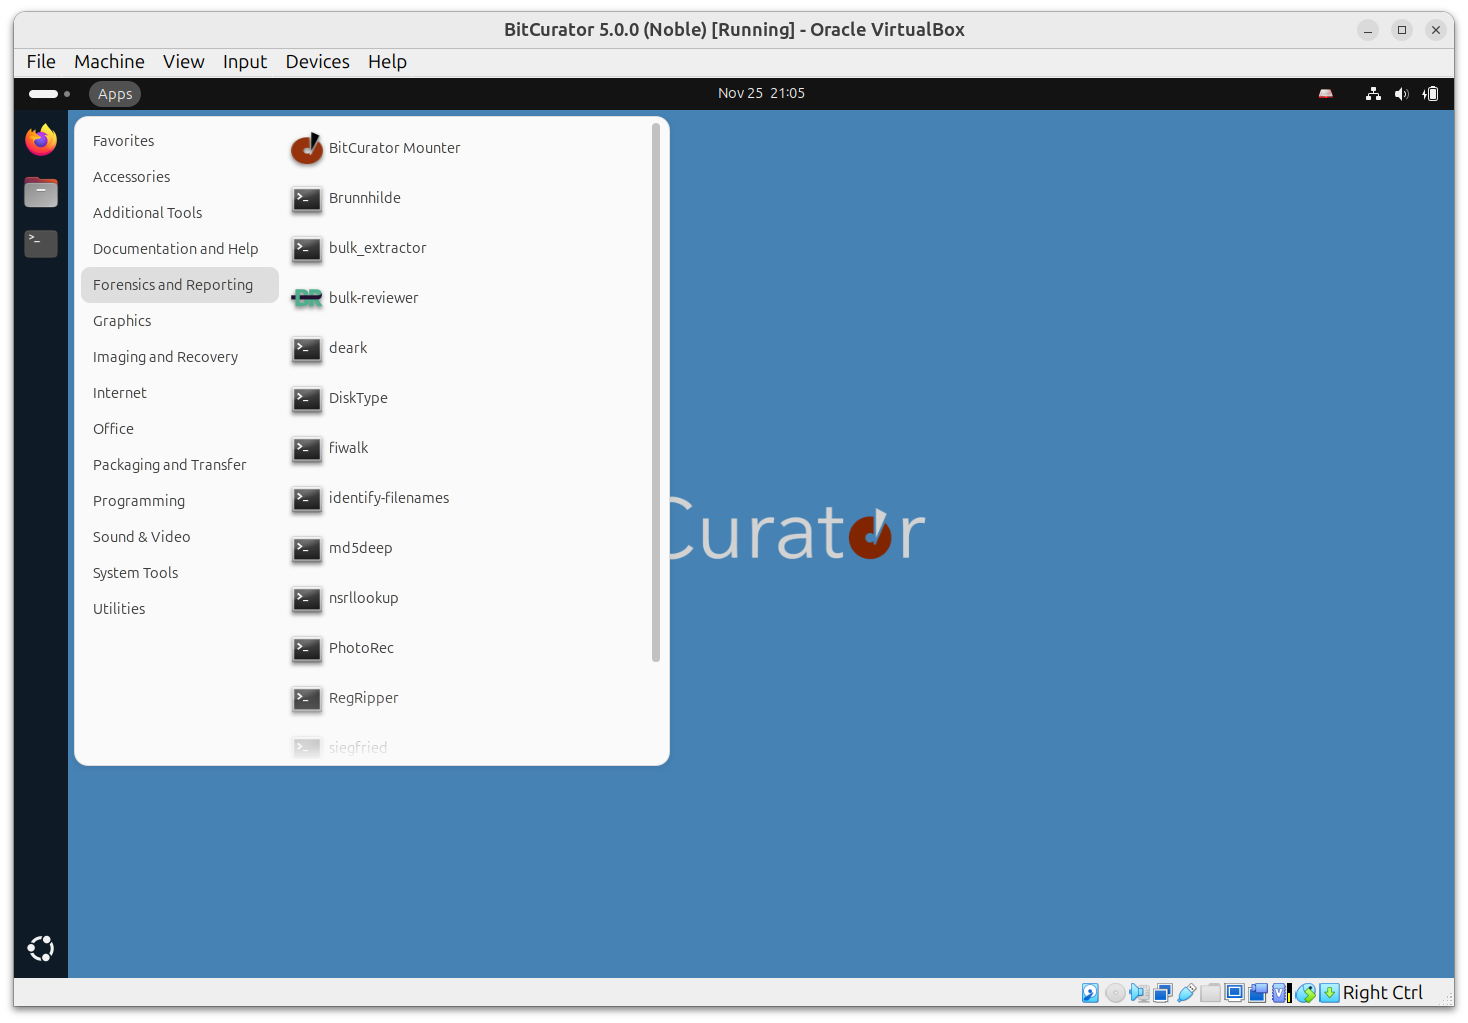 BitCurator 5.0.0 (Noble) [Running] - Oracle VirtualBox
File Machine View Input Devices Help
Apps
Nov 25 21:05
Favorites
Accessories
Additional Tools
Documentation and Help
Forensics and Reporting
Graphics
Imaging and Recovery
Internet
Office
Packaging and Transfer
Programming
Sound & Video
System Tools
Utilities
BitCurator Mounter
Brunnhilde
bulk_extractor
BR
bulk-reviewer
deark
DiskType
fiwalk
identify-filenames
md5deep
nsrllookup
PhotoRec
RegRipper
siegfried
Curator
Right Ctrl